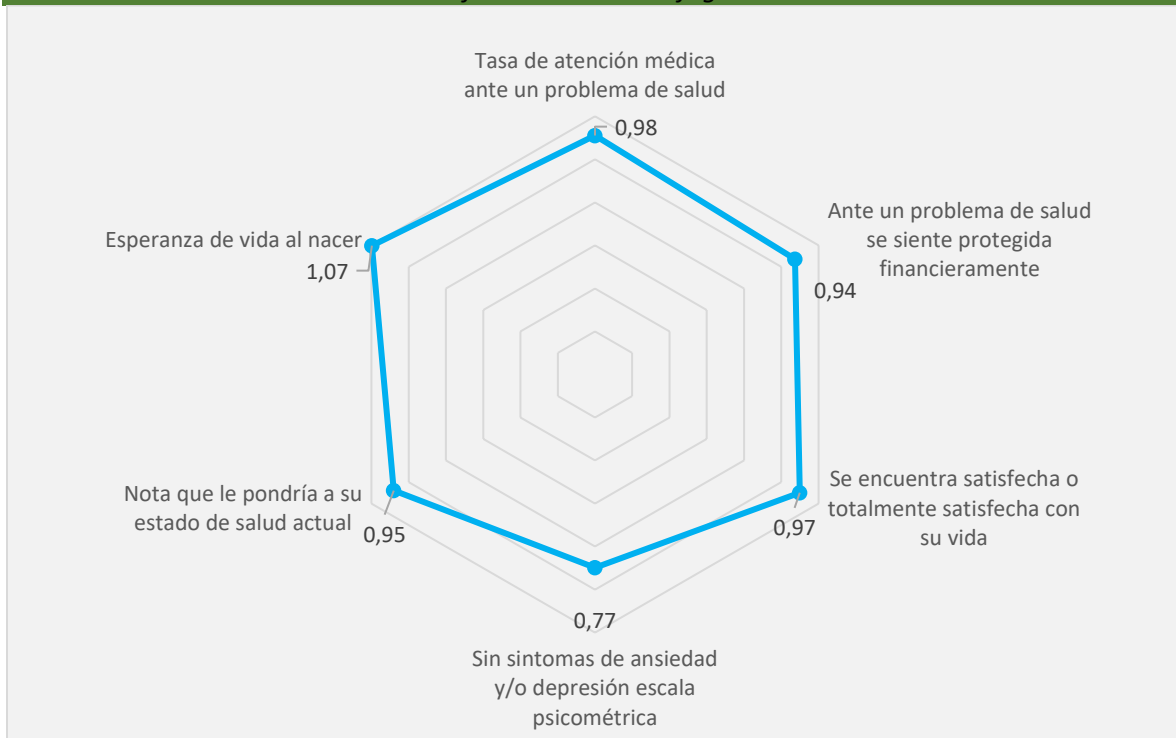 Tasa de atención médica
ante un problema de salud
0,98
Ante un problema de salud
se siente protegida
financieramente
0,94
Se encuentra satisfecha o
totalmente satisfecha con
su vida
0,97
0,77
Sin sintomas de ansiedad
y/o depresión escala
psicométrica
Nota que le pondría a su
estado de salud actual
0,95
Esperanza de vida al nacer
1,07